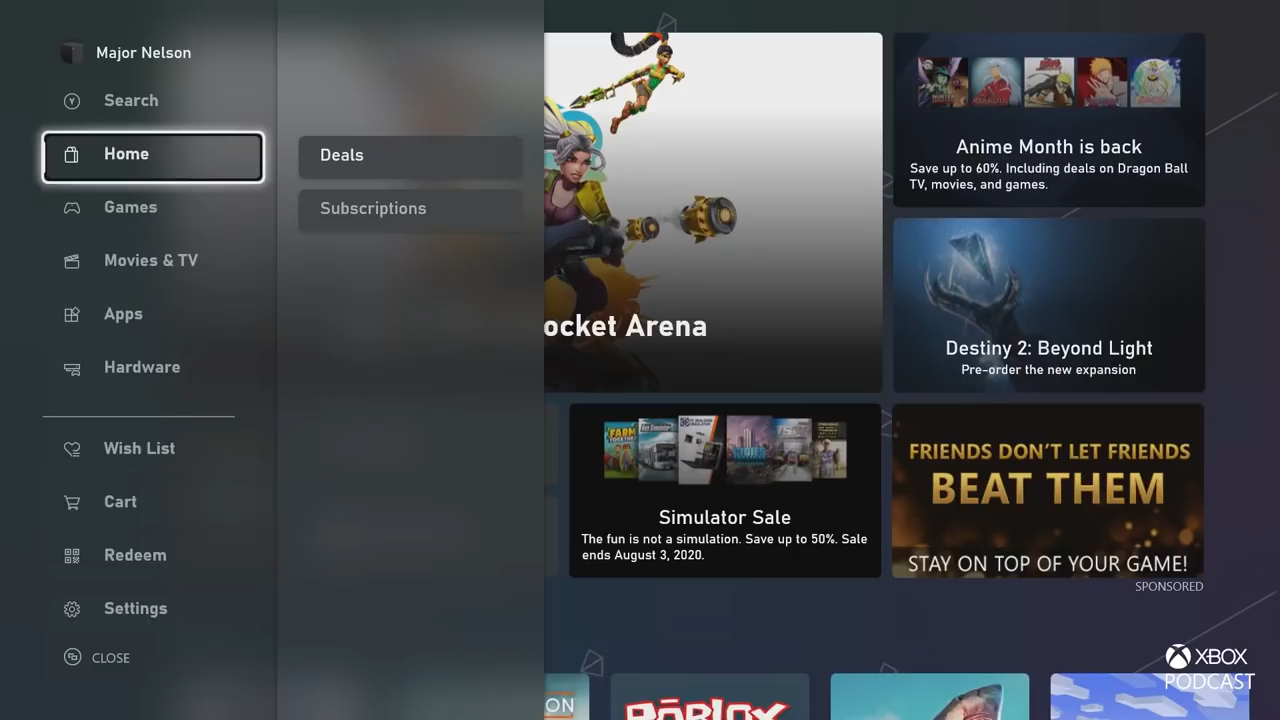 Major Nelson
Search
Home
Games
Movies & TV
Apps
Hardware
Wish List
Cart
Redeem
Settings
CLOSE
Deals
Subscriptions
ocket Arena
Anime Month is back
Save up to 60%. Including deals on Dragon Ball
TV, movies, and games.
Destiny 2: Beyond Light
Pre-order the new expansion
Simulator Sale
The fun is not a simulation. Save up to 50%. Sale
ends August 3, 2020.
FRIENDS DON'T LET FRIENDS
BEAT THEM
STAY ON TOP OF YOUR GAME!
SPONSORED
ON
ROBLOX
XBOX
PODCAST